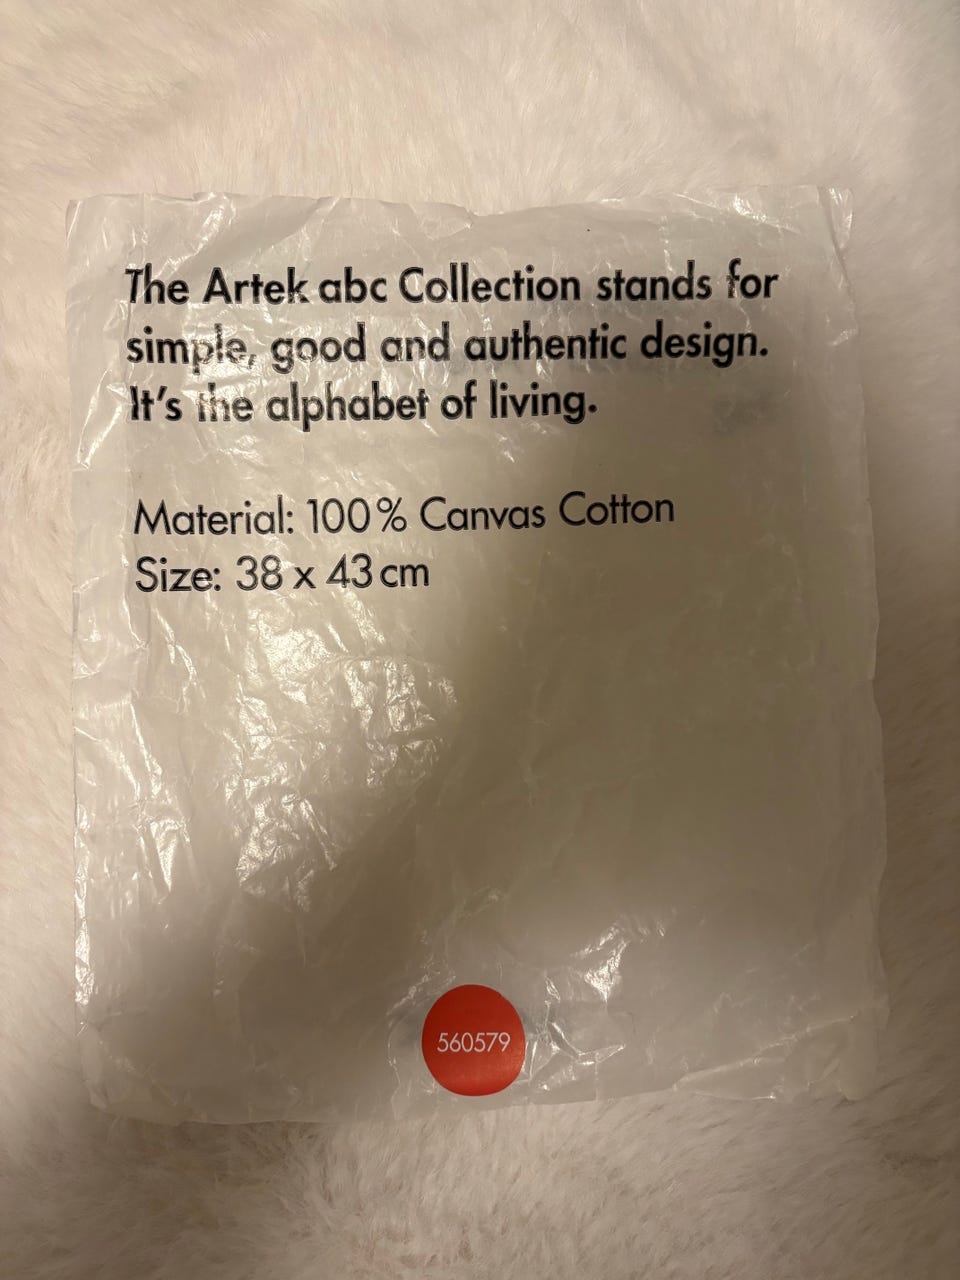 The Artek abc Collection stands for
simple, good and authentic design.
It's the alphabet of living.
Material: 100% Canvas Cotton
Size: 38 x 43 cm
560579